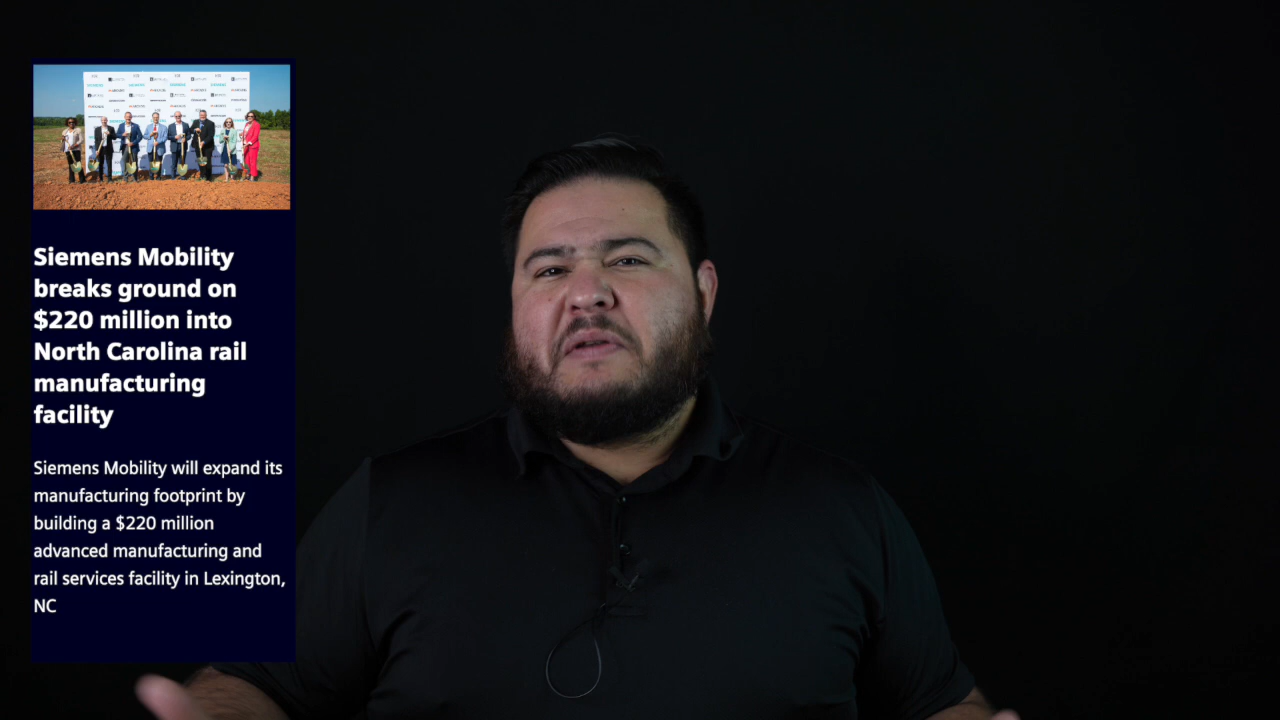 Siemens Mobility
breaks ground on
$220 million into
North Carolina rail
manufacturing
facility
Siemens Mobility will expand its
manufacturing footprint by
building a $220 million
advanced manufacturing and
rail services facility in Lexington,
NC